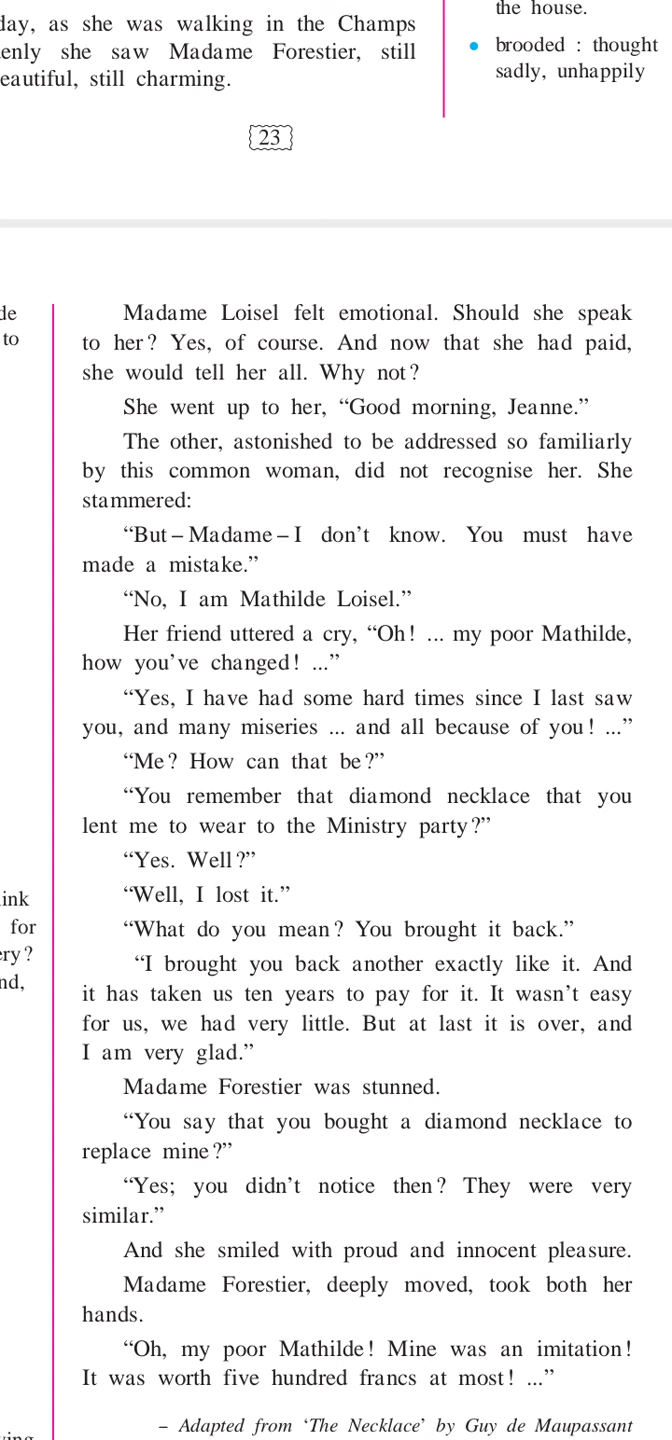 day, as she was walking in the Champs
enly she saw Madame Forestier, still
eautiful, still charming.
the house.
brooded : thought
sadly, unhappily
23
de
to
Madame Loisel felt emotional. Should she speak
to her? Yes, of course. And now that she had paid,
she would tell her all. Why not?
She went up to her, “Good morning, Jeanne.”
The other, astonished to be addressed so familiarly
by this common woman, did not recognise her. She
stammered:
“But – Madame – I don’t know. You must have
made a mistake.”
“No, I am Mathilde Loisel.”
Her friend uttered a cry, “Oh! ... my poor Mathilde,
how you’ve changed! ...”
“Yes, I have had some hard times since I last saw
you, and many miseries ... and all because of you! ...”
“Me? How can that be?”
“You remember that diamond necklace that you
lent me to wear to the Ministry party?”
“Yes. Well?”
“Well, I lost it.”
“What do you mean? You brought it back.”
“I brought you back another exactly like it. And
it has taken us ten years to pay for it. It wasn’t easy
for us, we had very little. But at last it is over, and
I am very glad.”
Madame Forestier was stunned.
“You say that you bought a diamond necklace to
replace mine?”
“Yes; you didn’t notice then? They were very
similar.”
And she smiled with proud and innocent pleasure.
Madame Forestier, deeply moved, took both her
hands.
“Oh, my poor Mathilde! Mine was an imitation!
It was worth five hundred francs at most! ...”
– Adapted from ‘The Necklace’ by Guy de Maupassant
ink
for
ery?
nd,